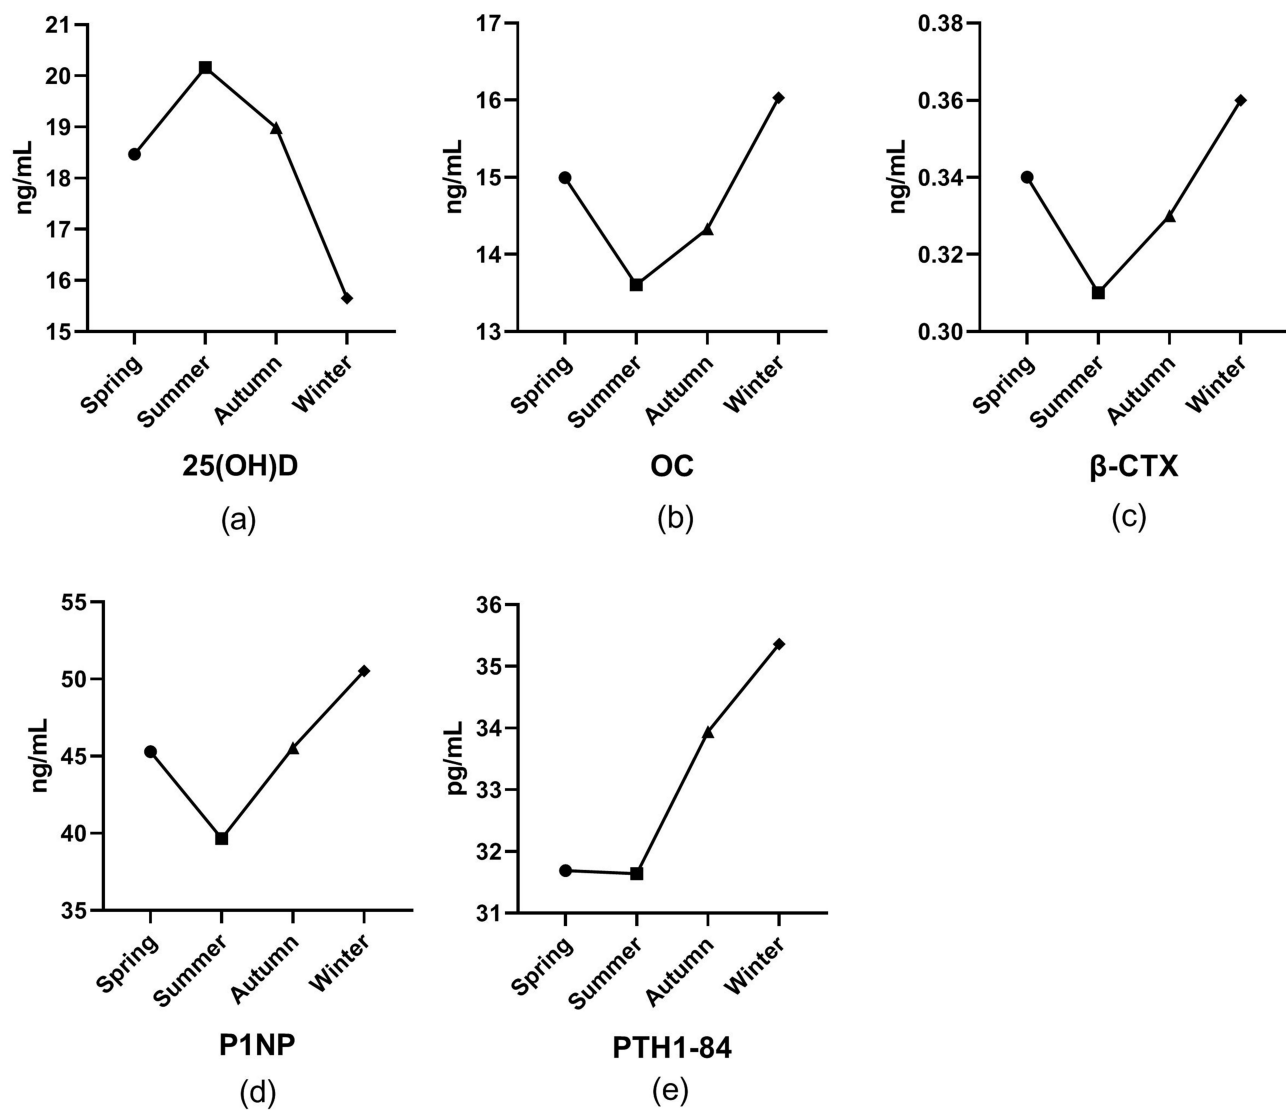 21
20
19
18
17
16
15
ng/mL
Spring
Summer
Autumn
Winter
25(OH)D
(a)
17
16
15
14
13
ng/mL
Spring
Summer
Autumn
Winter
OC
(b)
0.38
0.36
0.34
0.32
0.30
ng/mL
Spring
Summer
Autumn
Winter
β-CTX
(c)
55
50
45
40
35
ng/mL
Spring
Summer
Autumn
Winter
P1NP
(d)
36
35
34
33
32
31
pg/mL
Spring
Summer
Autumn
Winter
PTH1-84
(e)